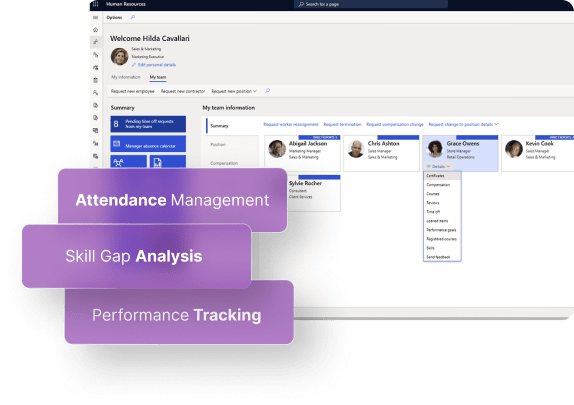 Human Resources
Search for a page
Options
Welcome Hilda Cavallari
Sales & Marketing
Marketing Executive
Edit personal details
My information
My team
Request new employee
Request new contractor
Request new position
Summary
8
Pending time off requests from my team
Manager absence calendar
My team information
Summary
Position
Compensation
Request worker reassignment
Request termination
Request compensation change
Request change to position details
DIRECT REPORTS: 2
Abigail Jackson
Marketing Manager
Sales & Marketing
Chris Ashton
Sales Manager
Sales & Marketing
Grace Owens
Store Manager
Retail Operations
Details
Kevin Cook
Sales Manager
Sales & Marketing
Sylvie Rocher
Consultant
Client Services
Certificates
Compensation
Courses
Reviews
Time off
Loaned items
Performance goals
Registered courses
Skills
Send feedback
Attendance Management
Skill Gap Analysis
Performance Tracking